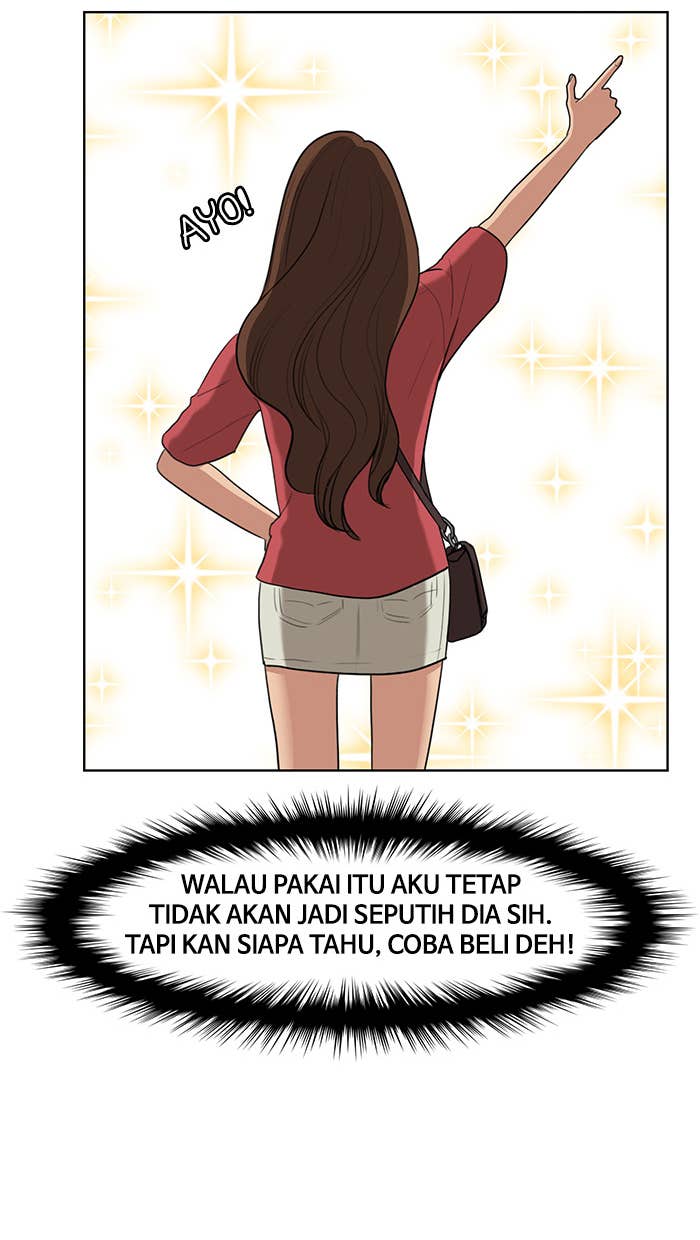 AYO!
WALAU PAKAI ITU AKU TETAP
TIDAK AKAN JADI SEPUTIH DIA SIH.
TAPI KAN SIAPA TAHU, COBA BELI DEH!